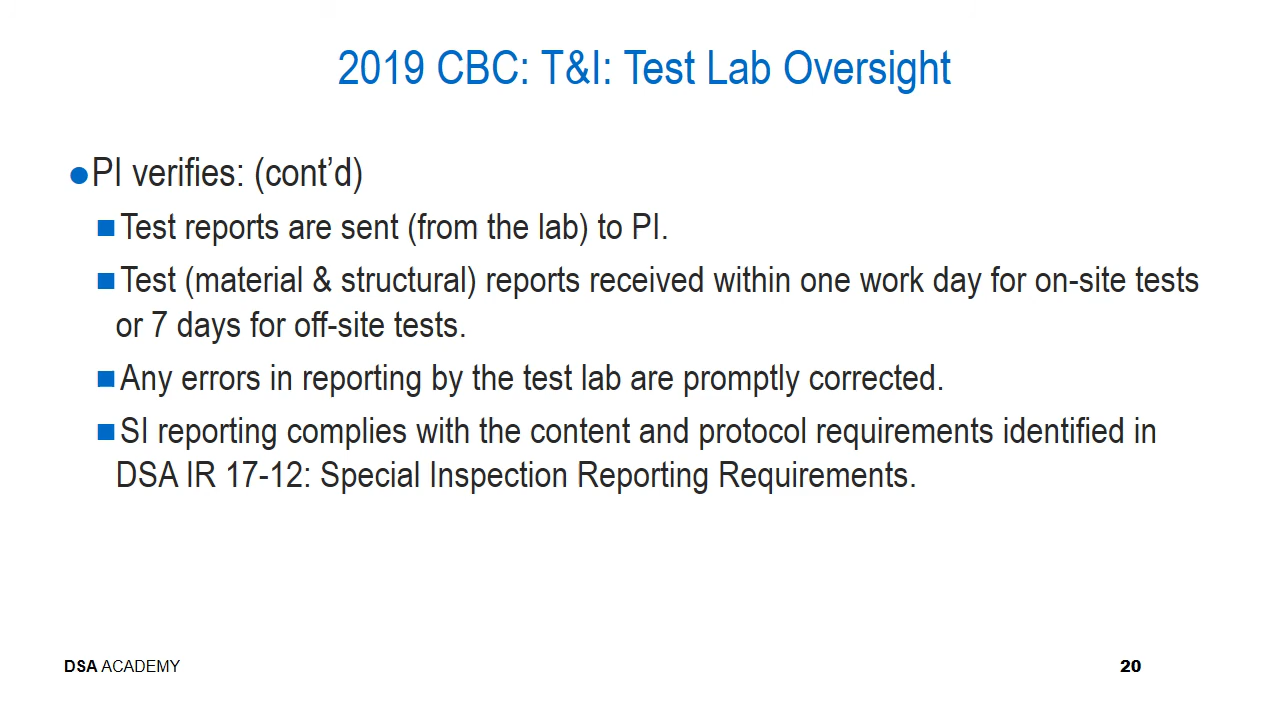 2019 CBC: T&I: Test Lab Oversight
PI verifies: (cont’d)
Test reports are sent (from the lab) to PI.
Test (material & structural) reports received within one work day for on-site tests
or 7 days for off-site tests.
Any errors in reporting by the test lab are promptly corrected.
SI reporting complies with the content and protocol requirements identified in
DSA IR 17-12: Special Inspection Reporting Requirements.
DSA ACADEMY
20